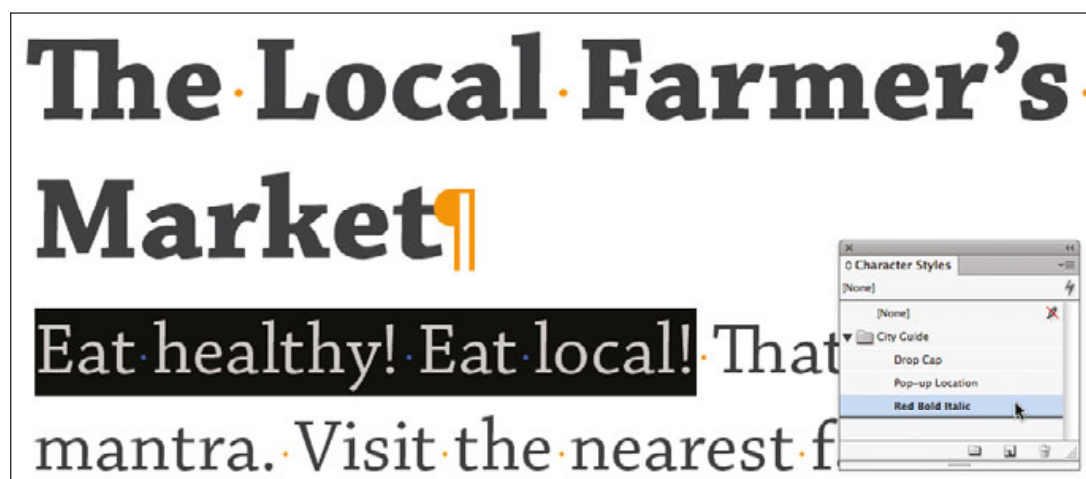 The Local Farmer’s
Market¶
Eat healthy! Eat local! That
mantra. Visit the nearest f
Character Styles
[None]
[None]
City Guide
Drop Cap
Pop-up Location
Red Bold Italic